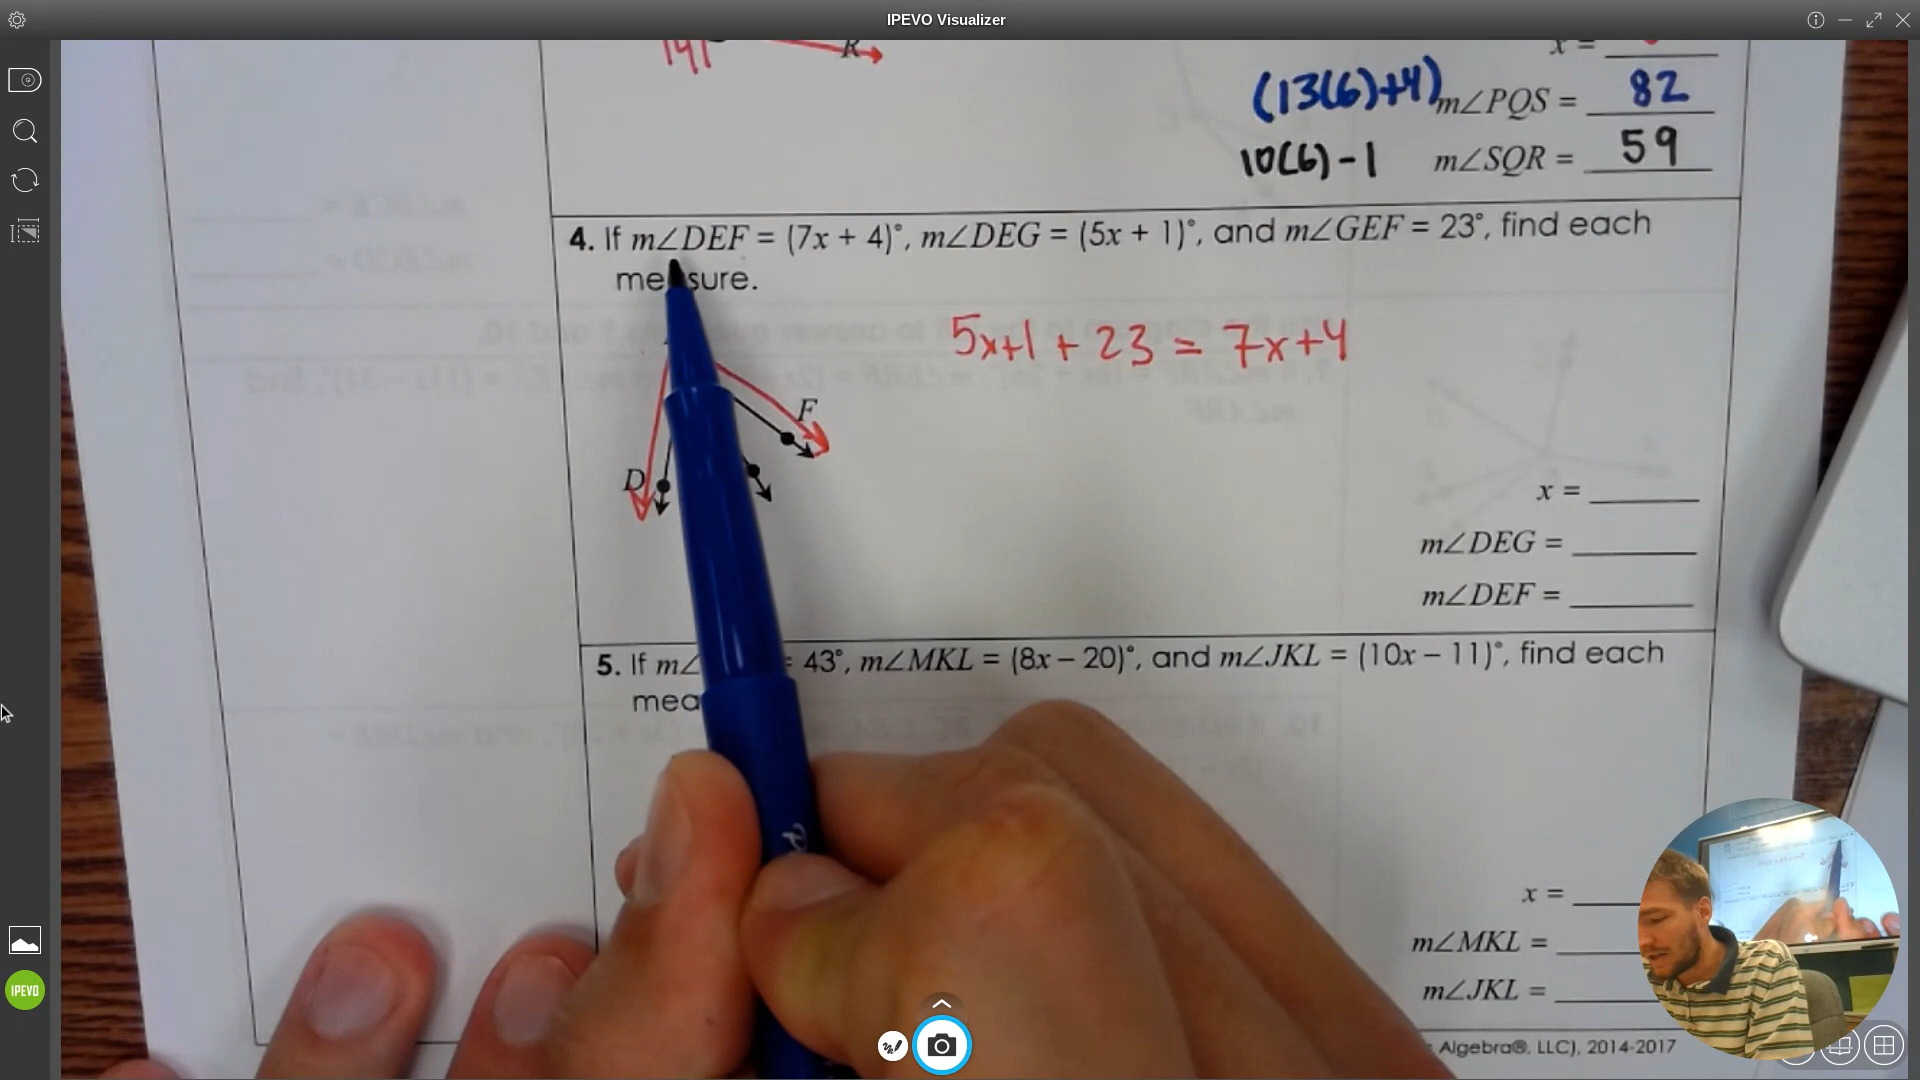 IPEVO Visualizer
141
R
x =
(13(6)+4) m∠PQS = 82
10(6)-1 m∠SQR = 59
4. If m∠DEF = (7x + 4)°, m∠DEG = (5x + 1)°, and m∠GEF = 23°, find each
measure.
5x+1 + 23 = 7x+4
F
D
x =
m∠DEG =
m∠DEF =
5. If m∠ = 43°, m∠MKL = (8x – 20)°, and m∠JKL = (10x – 11)°, find each
mea
x =
m∠MKL =
m∠JKL =
Algebra®, LLC), 2014-2017
IPEVO